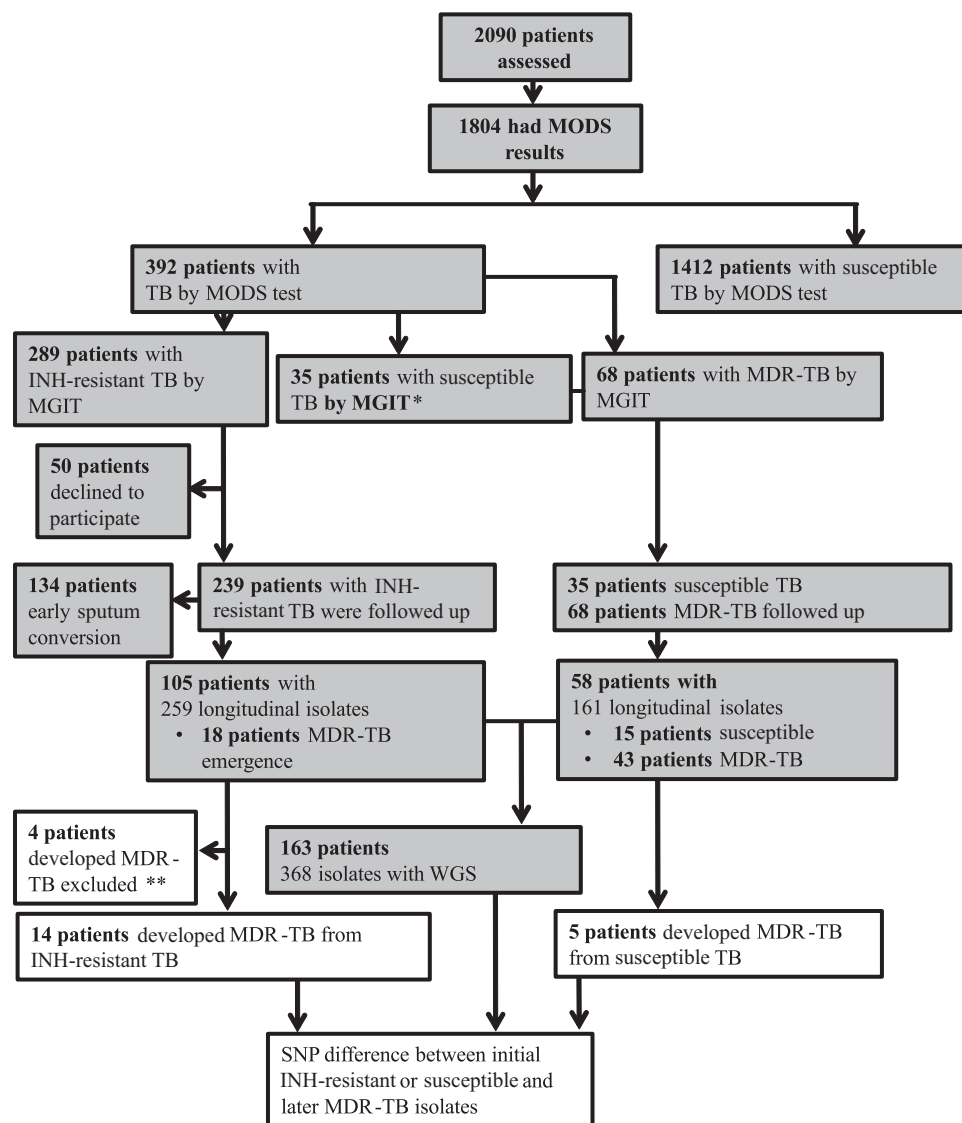 2090 patients
assessed
1804 had MODS
results
392 patients with
TB by MODS test
1412 patients with susceptible
TB by MODS test
289 patients with
INH-resistant TB by
MGIT
35 patients with susceptible
TB by MGIT*
68 patients with MDR-TB by
MGIT
50 patients
declined to
participate
134 patients
early sputum
conversion
239 patients with INH-
resistant TB were followed up
35 patients susceptible TB
68 patients MDR-TB followed up
105 patients with
259 longitudinal isolates
• 18 patients MDR-TB
emergence
58 patients with
161 longitudinal isolates
• 15 patients susceptible
• 43 patients MDR-TB
4 patients
developed MDR-
TB excluded **
163 patients
368 isolates with WGS
14 patients developed MDR-TB from
INH-resistant TB
5 patients developed MDR-TB
from susceptible TB
SNP difference between initial
INH-resistant or susceptible and
later MDR-TB isolates